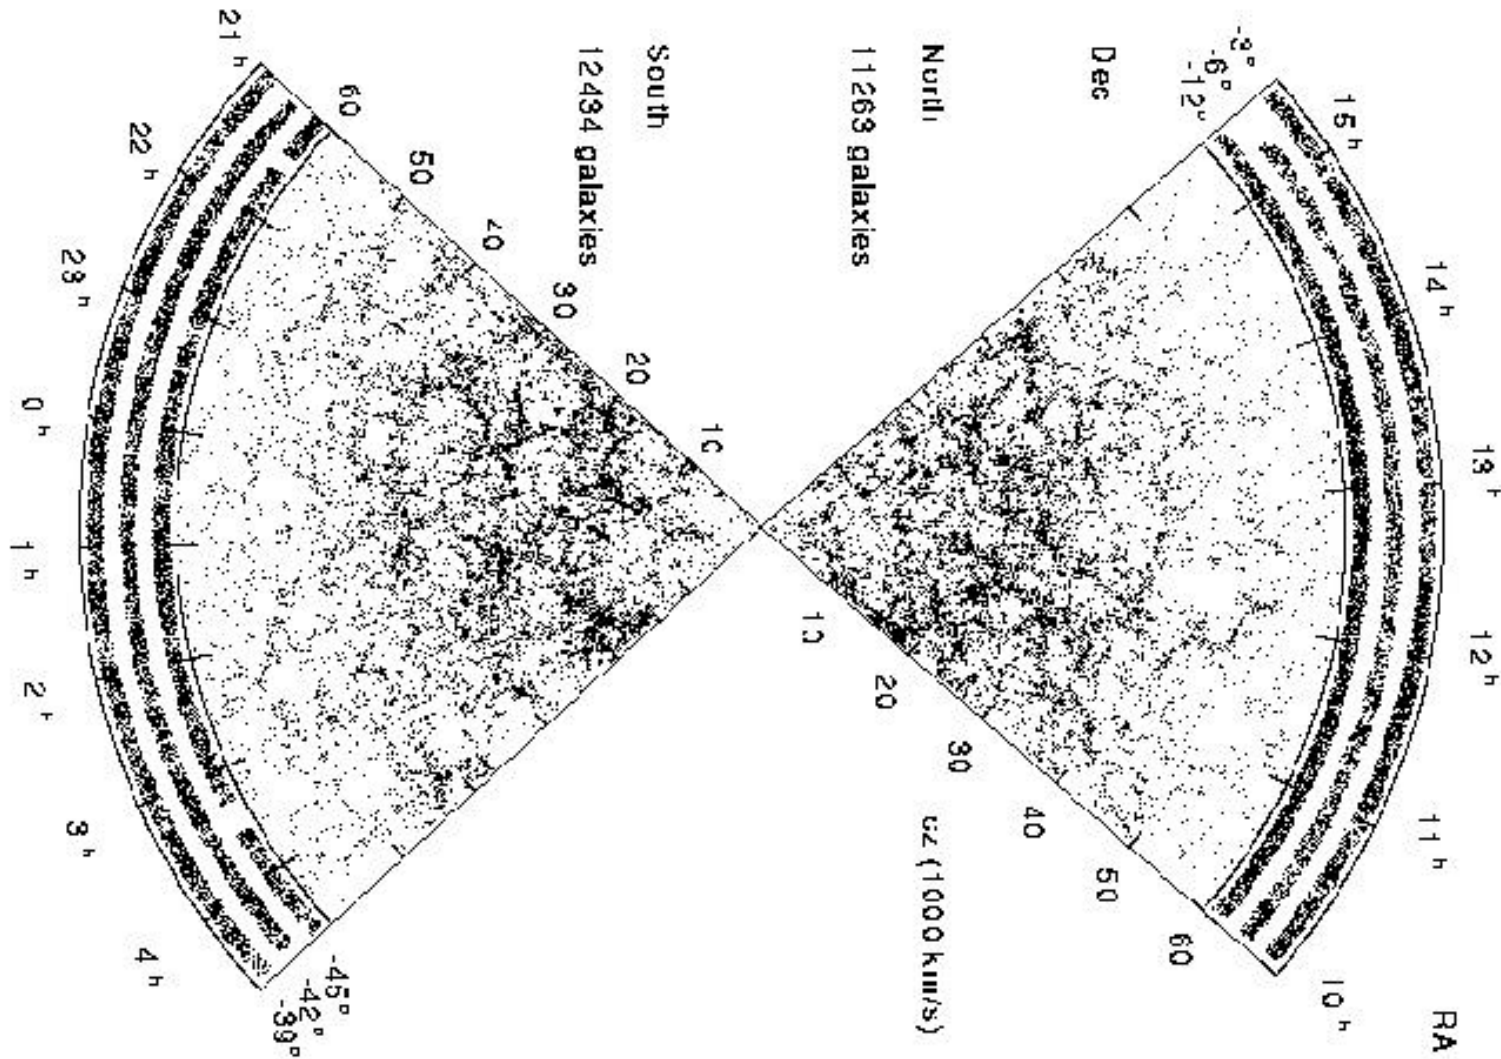 RA
15 h
14 h
13 h
12 h
11 h
10 h
-3°
-6°
-12°
Dec
North
11263 galaxies
cz (1000 km/s)
10
20
30
40
50
60
South
12434 galaxies
10
20
30
40
50
60
21 h
22 h
23 h
0 h
1 h
2 h
3 h
4 h
-45°
-42°
-39°